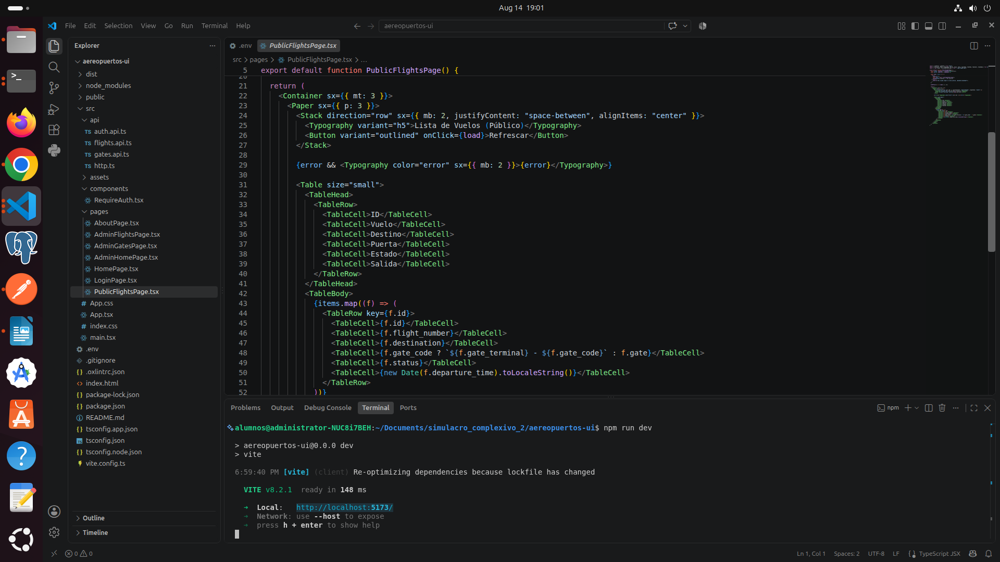 Aug 14 19:01
File Edit Selection View Go Run Terminal Help
aereopuertos-ui
Explorer
aereopuertos-ui
dist
node_modules
public
src
api
TS auth.api.ts
TS flights.api.ts
TS gates.api.ts
TS http.ts
assets
components
RequireAuth.tsx
pages
AboutPage.tsx
AdminFlightsPage.tsx
AdminGatesPage.tsx
AdminHomePage.tsx
HomePage.tsx
LoginPage.tsx
PublicFlightsPage.tsx
# App.css
App.tsx
# index.css
main.tsx
.env
.gitignore
{} .oxlintrc.json
<> index.html
{} package-lock.json
{} package.json
README.md
{} tsconfig.app.json
TS tsconfig.json
{} tsconfig.node.json
vite.config.ts
Outline
Timeline
.env PublicFlightsPage.tsx
src > pages > PublicFlightsPage.tsx > ...
5 export default function PublicFlightsPage() {
20
21 return (
22 <Container sx={{ mt: 3 }}>
23 <Paper sx={{ p: 3 }}>
24 <Stack direction="row" sx={{ mb: 2, justifyContent: "space-between", alignItems: "center" }}>
25 <Typography variant="h5">Lista de Vuelos (Público)</Typography>
26 <Button variant="outlined" onClick={load}>Refrescar</Button>
27 </Stack>
28
29 {error && <Typography color="error" sx={{ mb: 2 }}>{error}</Typography>}
30
31 <Table size="small">
32 <TableHead>
33 <TableRow>
34 <TableCell>ID</TableCell>
35 <TableCell>Vuelo</TableCell>
36 <TableCell>Destino</TableCell>
37 <TableCell>Puerta</TableCell>
38 <TableCell>Estado</TableCell>
39 <TableCell>Salida</TableCell>
40 </TableRow>
41 </TableHead>
42 <TableBody>
43 {items.map((f) => (
44 <TableRow key={f.id}>
45 <TableCell>{f.id}</TableCell>
46 <TableCell>{f.flight_number}</TableCell>
47 <TableCell>{f.destination}</TableCell>
48 <TableCell>{f.gate_code ? `${f.gate_terminal} - ${f.gate_code}` : f.gate}</TableCell>
49 <TableCell>{f.status}</TableCell>
50 <TableCell>{new Date(f.departure_time).toLocaleString()}</TableCell>
51 </TableRow>
52 ))}
Problems Output Debug Console Terminal Ports
npm
alumnos@administrator-NUC8i7BEH:~/Documents/simulacro_complexivo_2/aereopuertos-ui$ npm run dev
> aereopuertos-ui@0.0.0 dev
> vite
6:59:40 PM [vite] (client) Re-optimizing dependencies because lockfile has changed
VITE v8.2.1 ready in 148 ms
➜ Local: http://localhost:5173/
➜ Network: use --host to expose
➜ press h + enter to show help
0 0
Ln 1, Col 1 Spaces: 2 UTF-8 LF {} TypeScript JSX